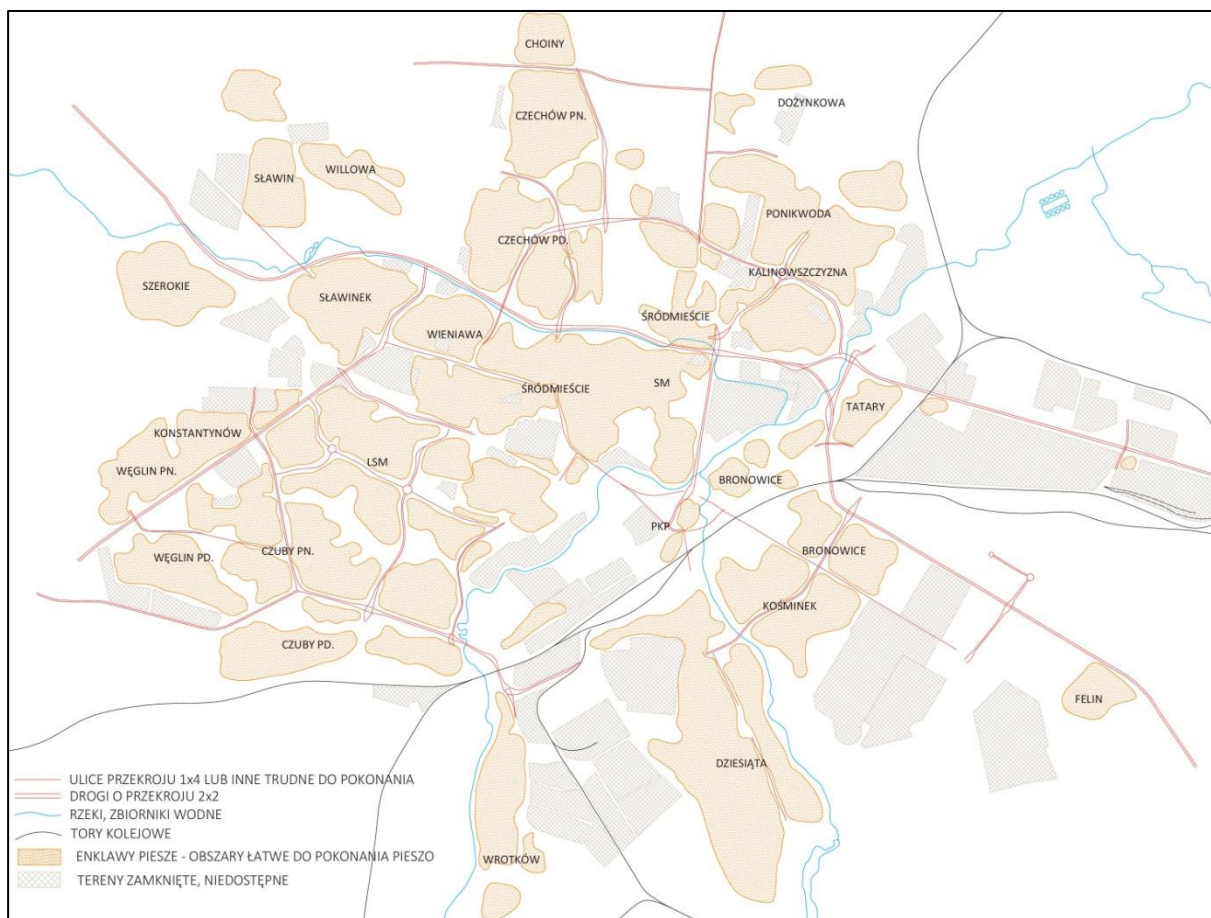 CHOINY
DOŻYNKOWA
CZECHÓW PN.
WILLOWA
SŁAWIN
PONIKWODA
CZECHÓW PD.
KALINOWSZCZYZNA
SZEROKIE
SŁAWINEK
ŚRÓDMIEŚCIE
WIENIAWA
ŚRÓDMIEŚCIE
SM
TATARY
KONSTANTYNÓW
LSM
WĘGLIN PN.
BRONOWICE
PKP
BRONOWICE
WĘGLIN PD.
CZUBY PN.
KOŚMINEK
CZUBY PD.
FELIN
DZIESIĄTA
WROTKÓW
ULICE PRZEKROJU 1x4 LUB INNE TRUDNE DO POKONANIA
DROGI O PRZEKROJU 2x2
RZEKI, ZBIORNIKI WODNE
TORY KOLEJOWE
ENKLAWY PIESZE - OBSZARY ŁATWE DO POKONANIA PIESZO
TERENY ZAMKNIĘTE, NIEDOSTĘPNE